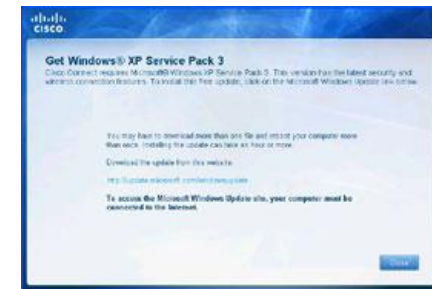 cisco
Get Windows® XP Service Pack 3
Cisco Connect requires Microsoft® Windows XP Service Pack 3. This version has the latest security and
wireless connection features. To install this free update, click on the Microsoft Windows Update link below.
You may have to download more than one file and restart your computer more
than once. Installing the update can take an hour or more.
Download the update from this website:
http://update.microsoft.com/windowsupdate
To access the Microsoft Windows Update site, your computer must be
connected to the Internet.
Close